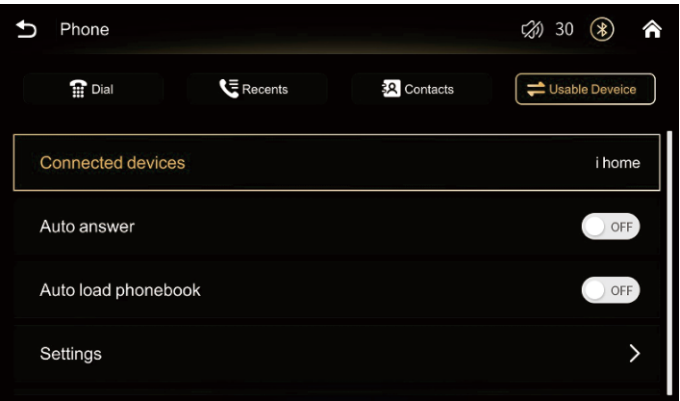 Phone
30
Dial
Recents
Contacts
Usable Deveice
Connected devices
i home
Auto answer
OFF
Auto load phonebook
OFF
Settings